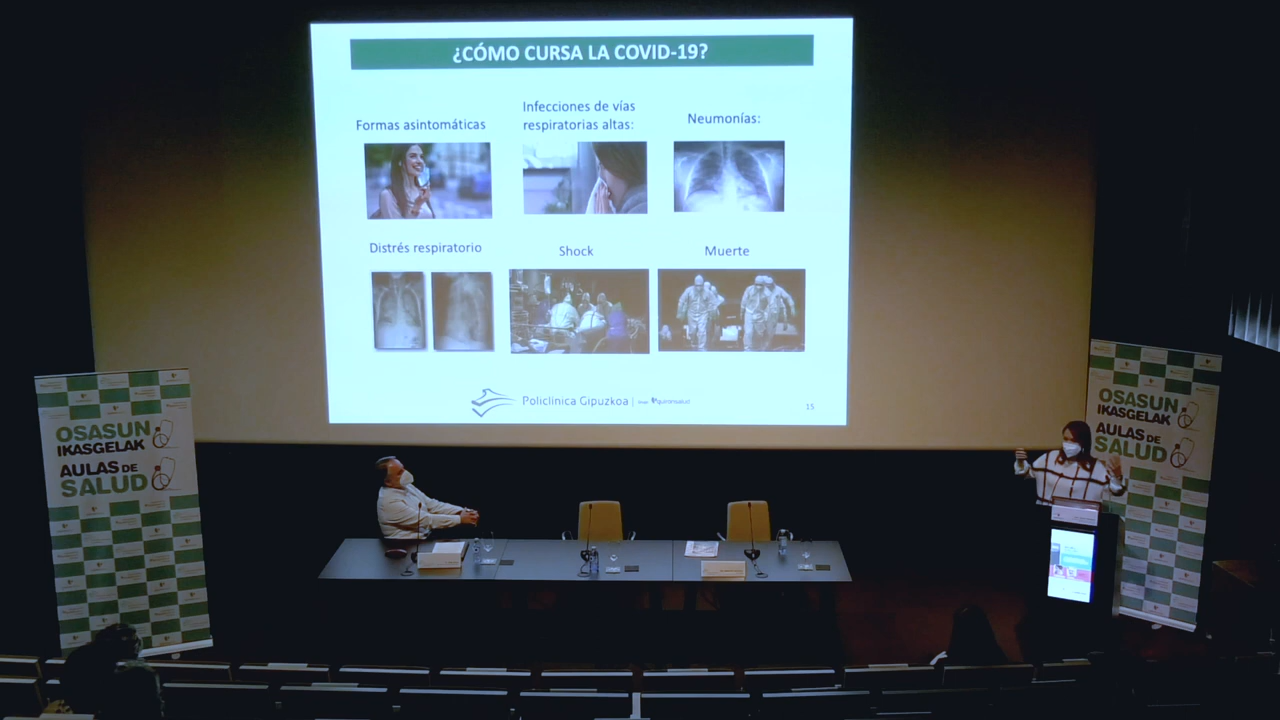 ¿CÓMO CURSA LA COVID-19?
Formas asintomáticas
Infecciones de vías
respiratorias altas:
Neumonías:
Distrés respiratorio
Shock
Muerte
Policlínica Gipuzkoa
quirónsalud
15
OSASUN
IKASGELAK
AULAS DE
SALUD
OSASUN
IKASGELAK
AULAS DE
SALUD